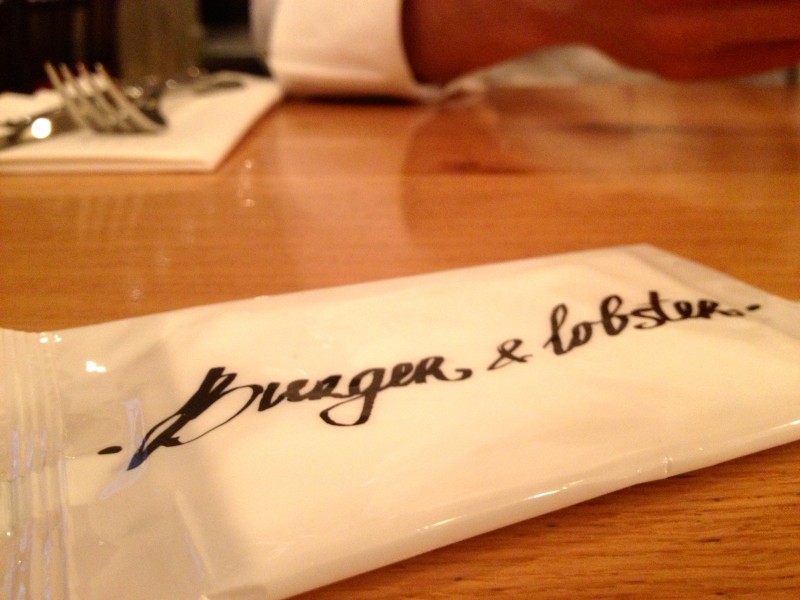 . Burger & lobster.